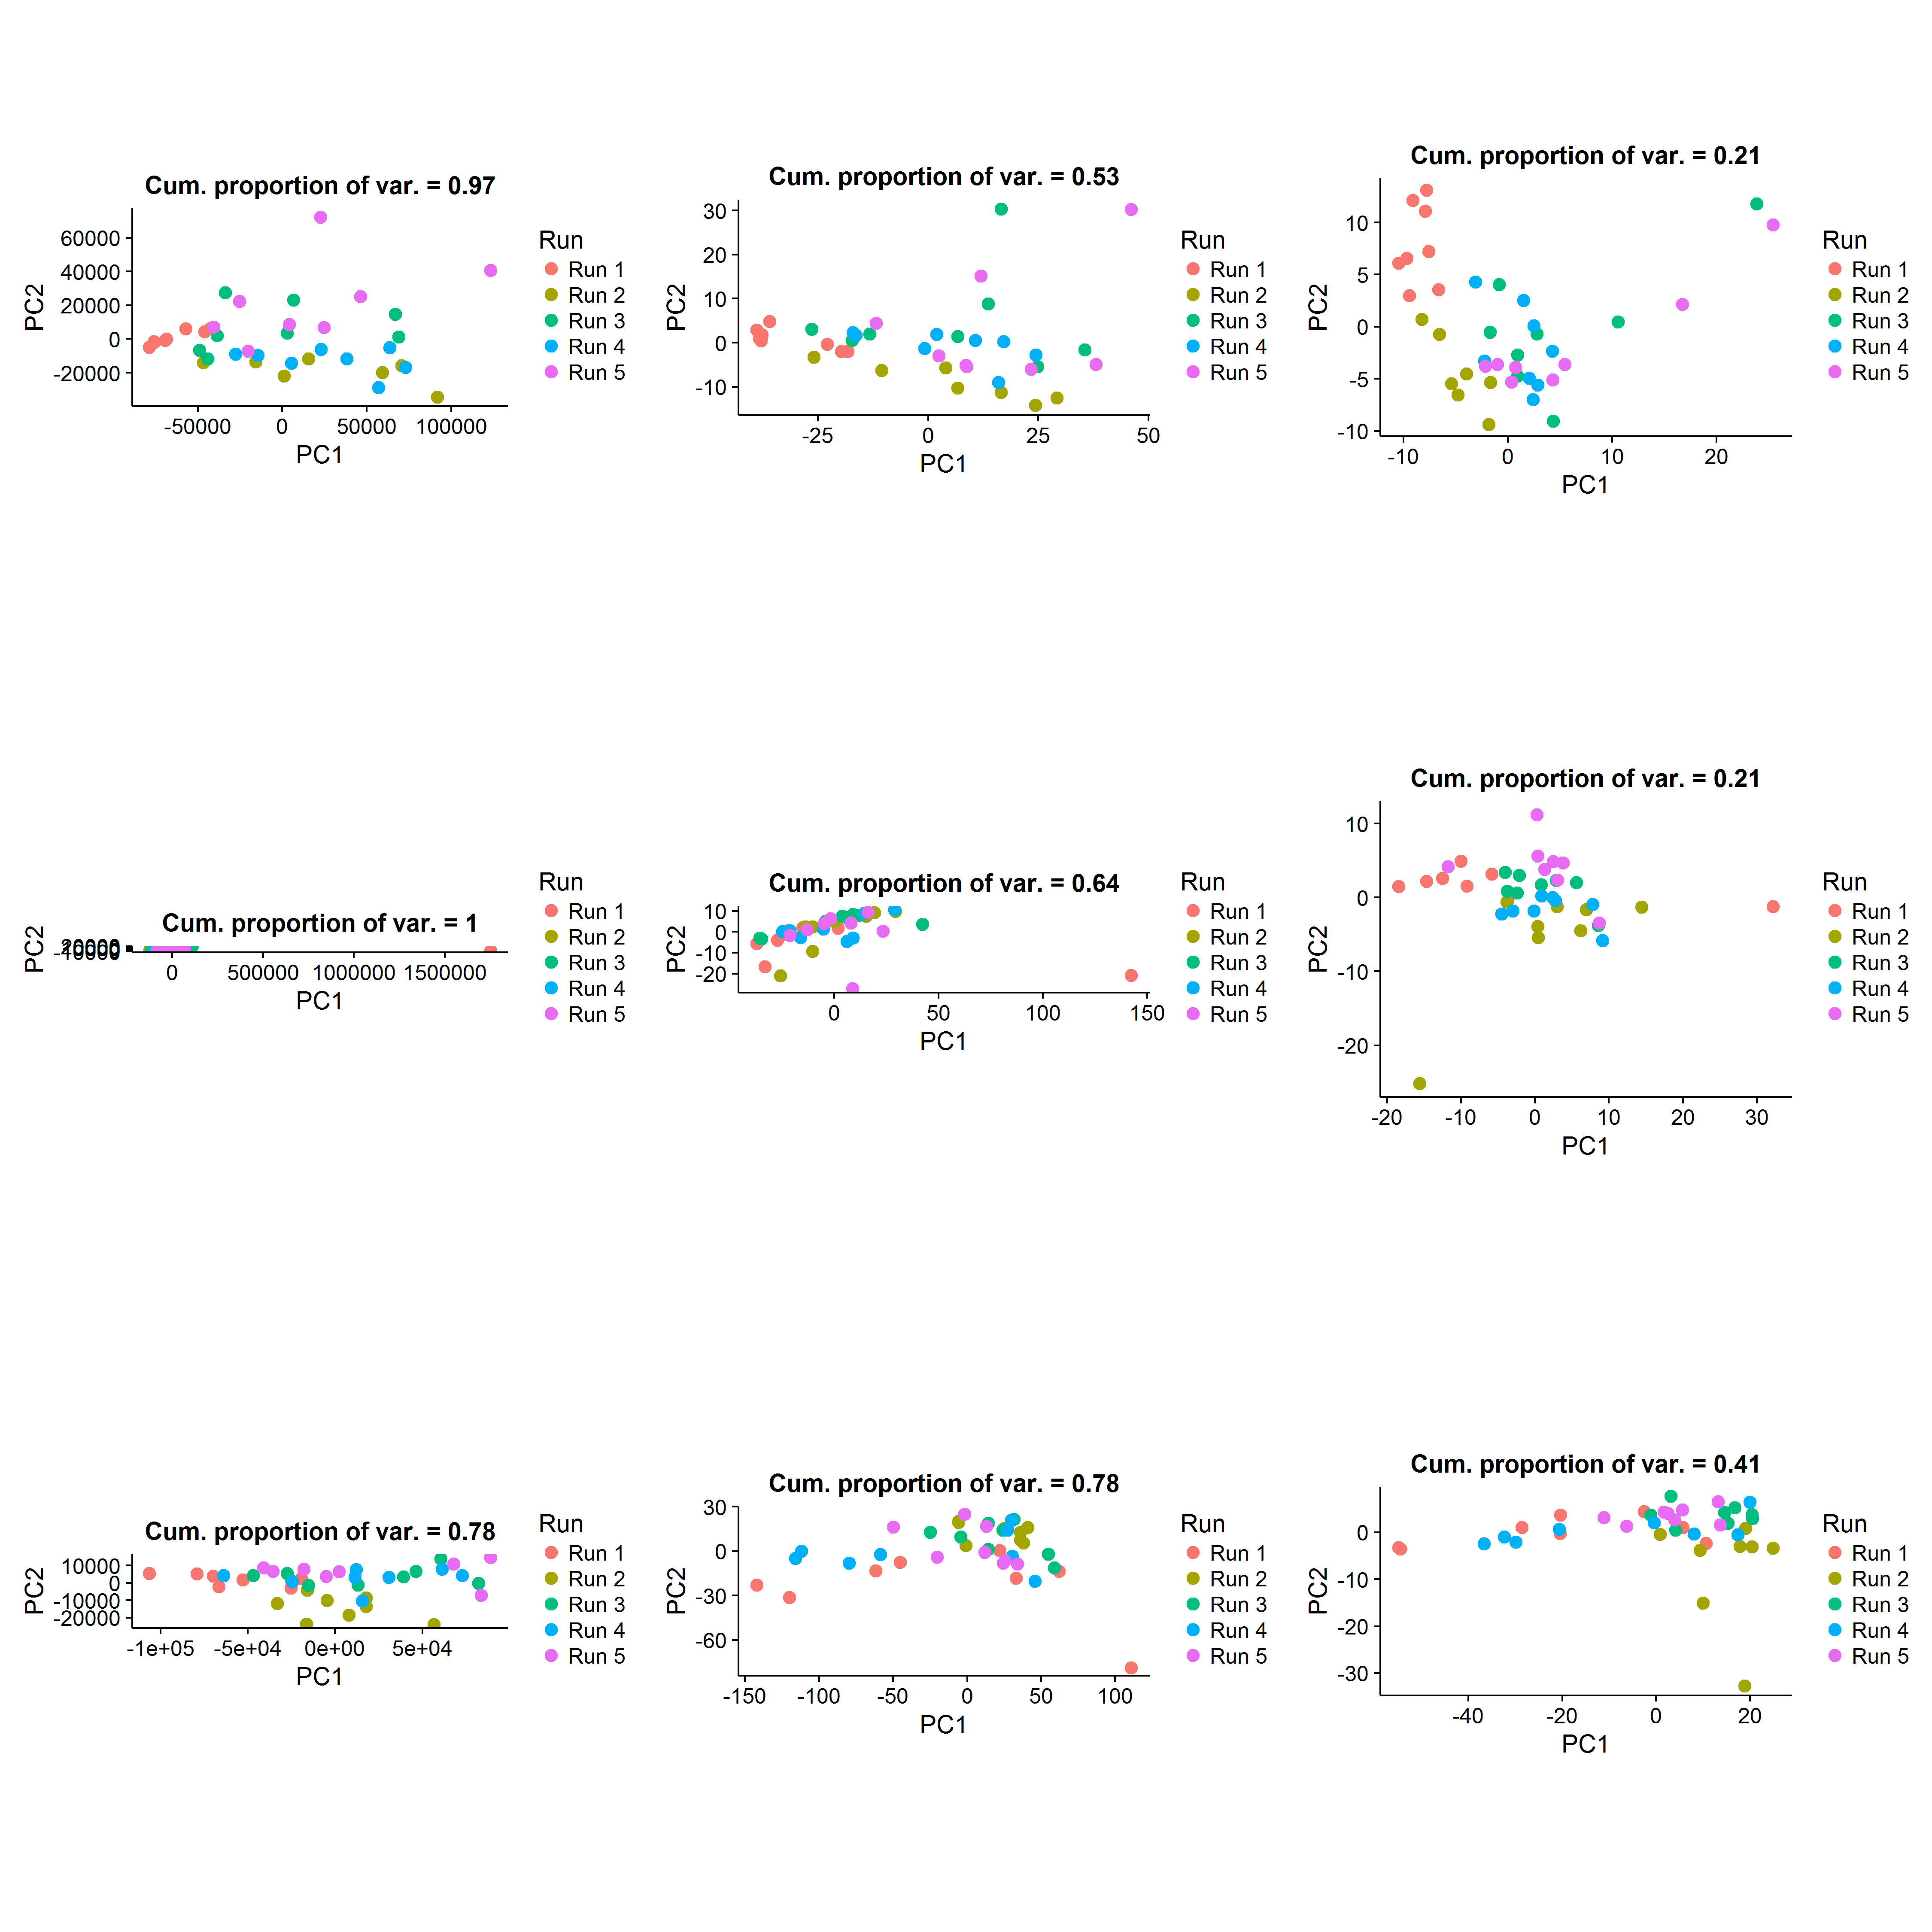 Cum. proportion of var. = 0.97
PC2
60000
40000
20000
0
-20000
-50000 0 50000 100000
PC1
Run
Run 1
Run 2
Run 3
Run 4
Run 5
Cum. proportion of var. = 0.53
PC2
30
20
10
0
-10
-25 0 25 50
PC1
Run
Run 1
Run 2
Run 3
Run 4
Run 5
Cum. proportion of var. = 0.21
PC2
10
5
0
-5
-10
-10 0 10 20
PC1
Run
Run 1
Run 2
Run 3
Run 4
Run 5
Cum. proportion of var. = 1
PC2
0 500000 1000000 1500000
PC1
Run
Run 1
Run 2
Run 3
Run 4
Run 5
Cum. proportion of var. = 0.64
PC2
10
0
-10
-20
0 50 100 150
PC1
Run
Run 1
Run 2
Run 3
Run 4
Run 5
Cum. proportion of var. = 0.21
PC2
10
0
-10
-20
-20 -10 0 10 20 30
PC1
Run
Run 1
Run 2
Run 3
Run 4
Run 5
Cum. proportion of var. = 0.78
PC2
10000
0
-10000
-20000
-1e+05 -5e+04 0e+00 5e+04
PC1
Run
Run 1
Run 2
Run 3
Run 4
Run 5
Cum. proportion of var. = 0.78
PC2
30
0
-30
-60
-150 -100 -50 0 50 100
PC1
Run
Run 1
Run 2
Run 3
Run 4
Run 5
Cum. proportion of var. = 0.41
PC2
0
-10
-20
-30
-40 -20 0 20
PC1
Run
Run 1
Run 2
Run 3
Run 4
Run 5